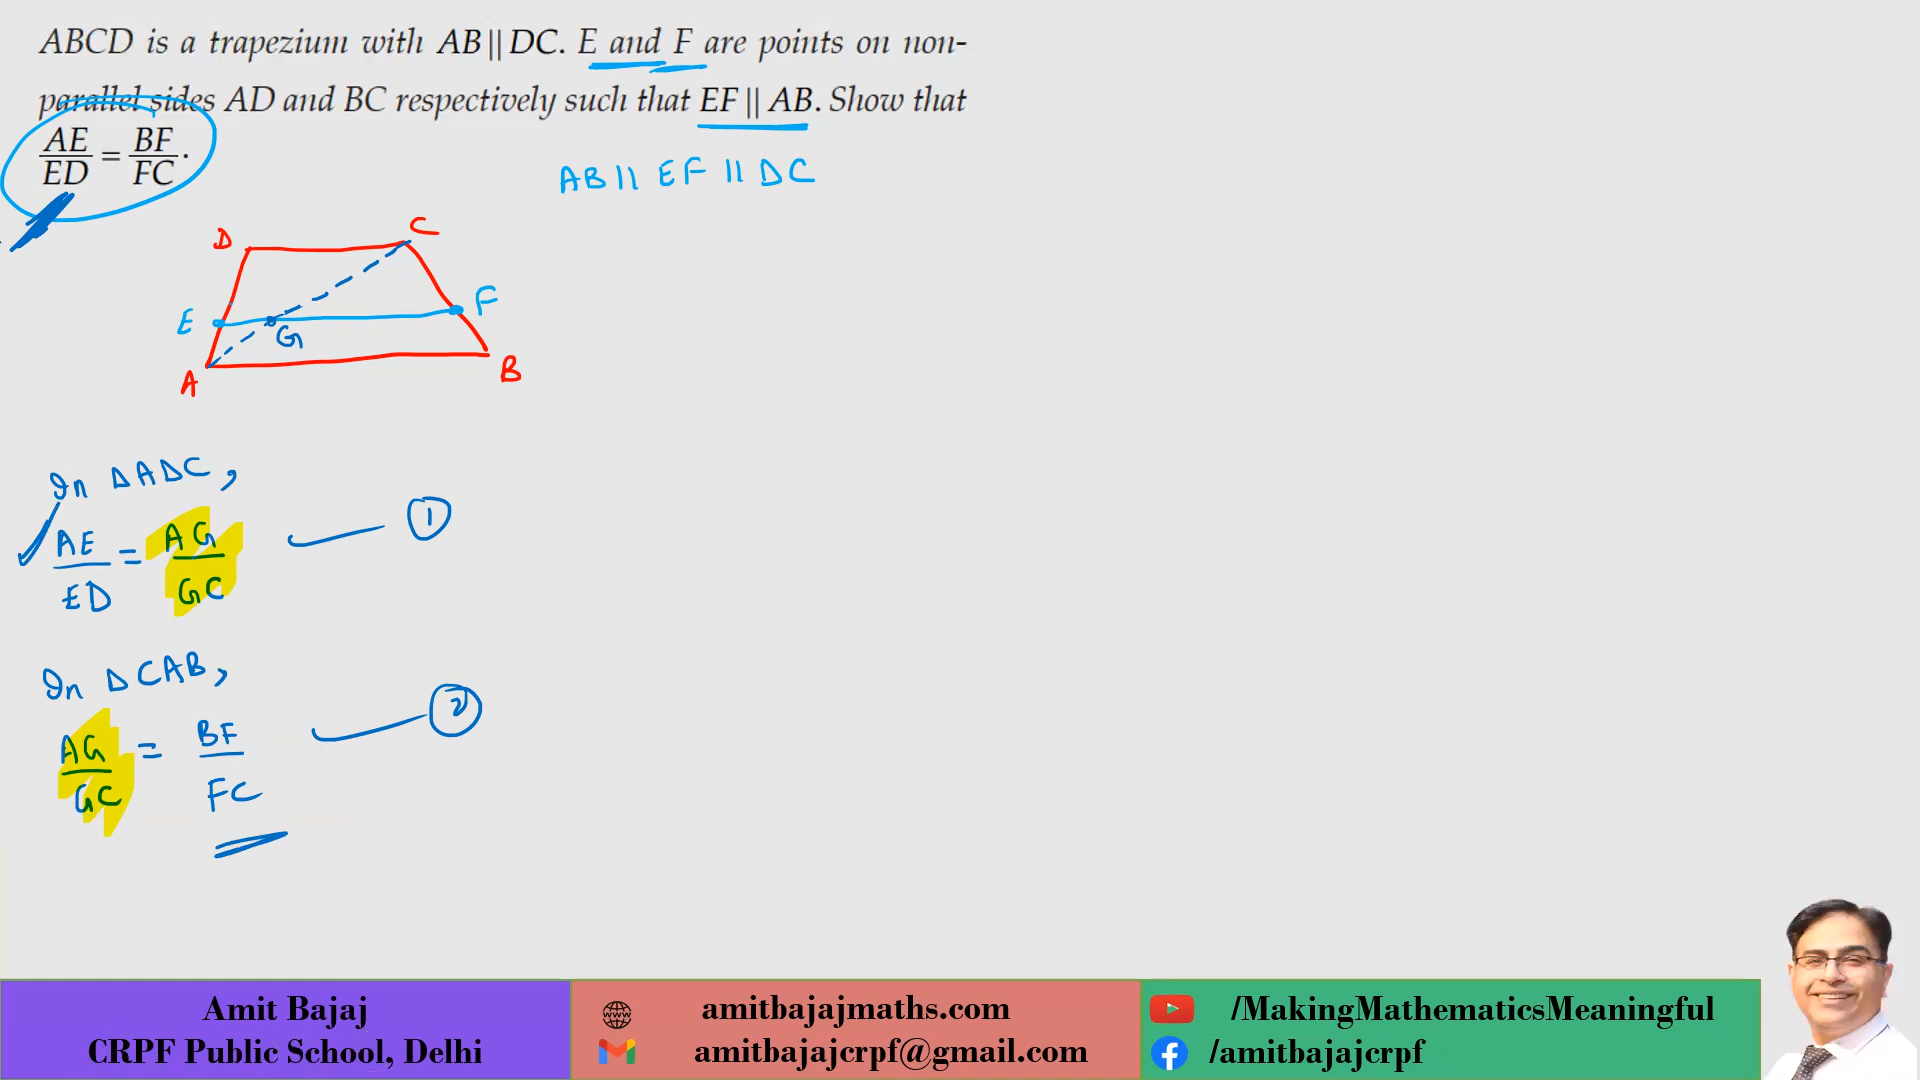 ABCD is a trapezium with AB || DC. E and F are points on non-
parallel sides AD and BC respectively such that EF || AB. Show that
AE/ED = BF/FC.
AB || EF || DC
D
C
E
G
F
A
B
In ΔADC,
AE/ED = AG/GC
1
In ΔCAB,
AG/GC = BF/FC
2
Amit Bajaj
CRPF Public School, Delhi
www
amitbajajmaths.com
amitbajajcrpf@gmail.com
/MakingMathematicsMeaningful
/amitbajajcrpf